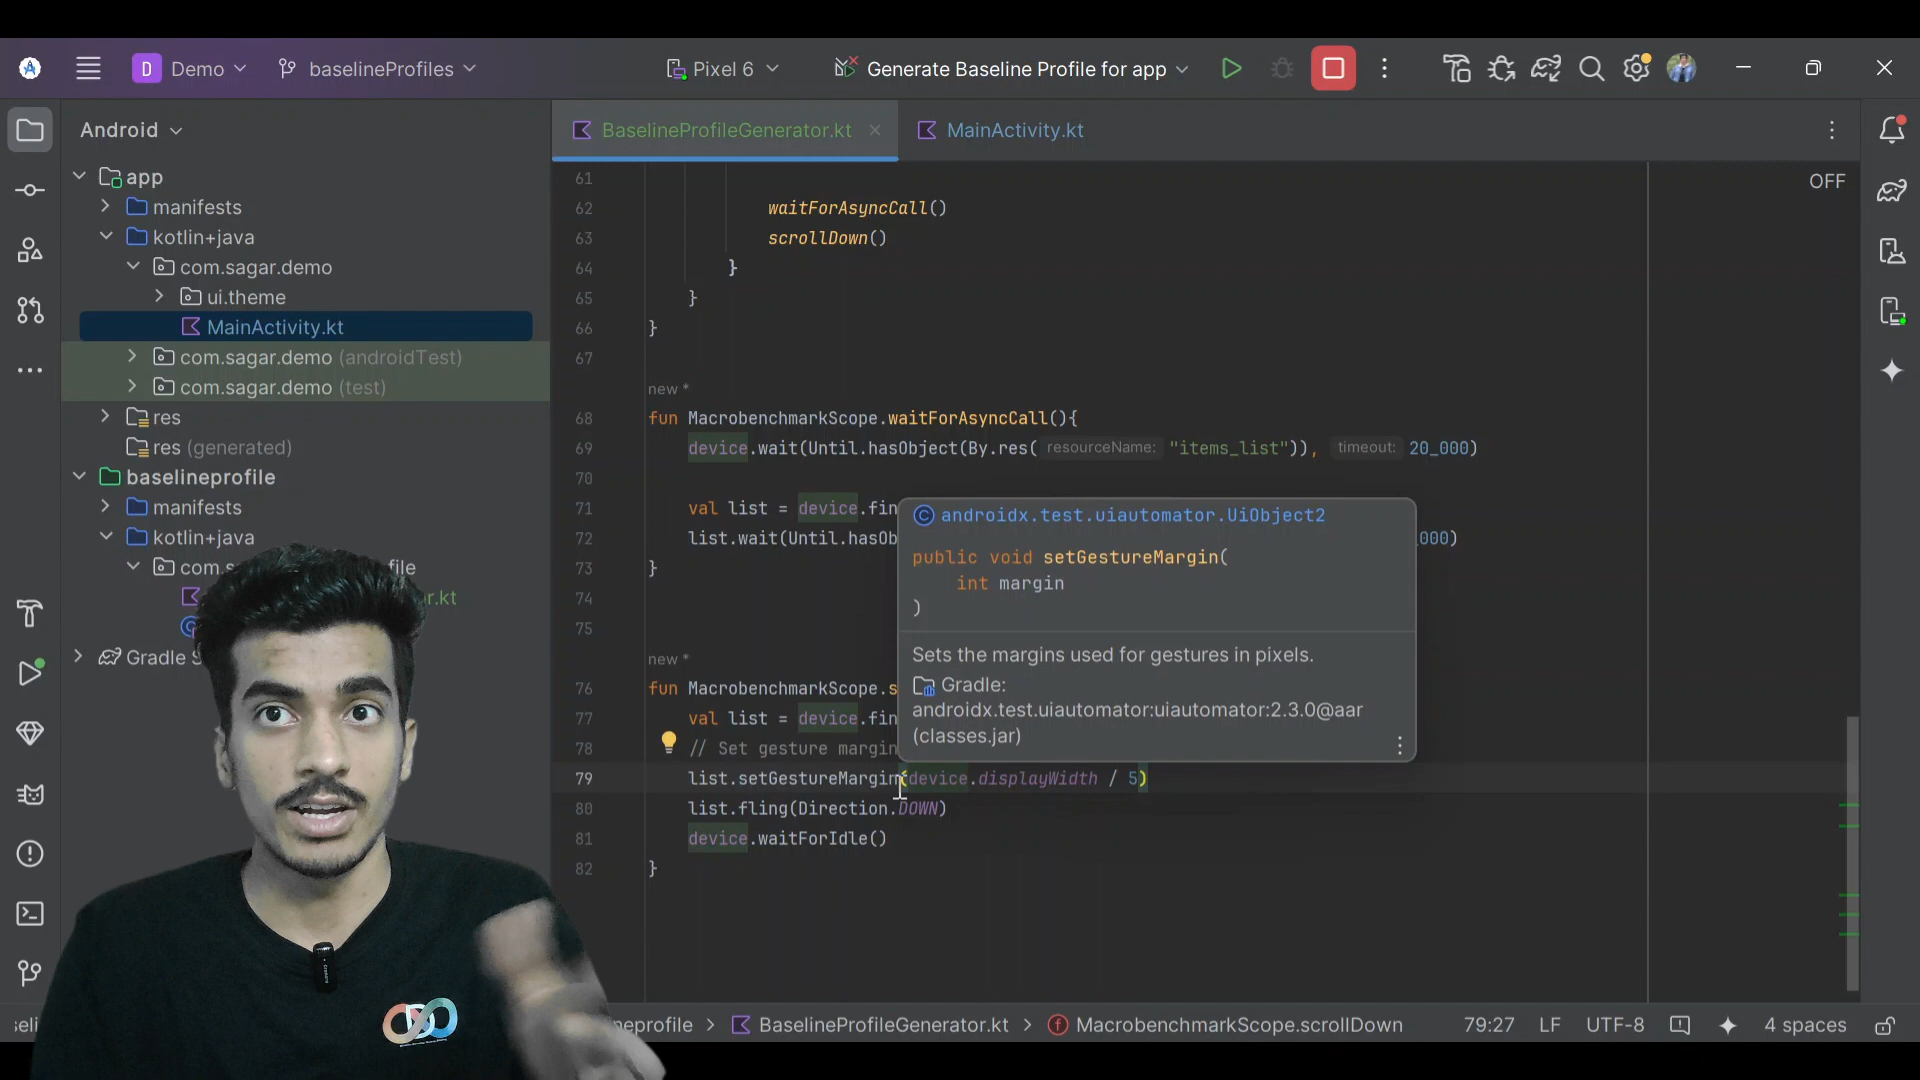 D Demo
baselineProfiles
Pixel 6
Generate Baseline Profile for app
Android
app
manifests
kotlin+java
com.sagar.demo
ui.theme
MainActivity.kt
com.sagar.demo (androidTest)
com.sagar.demo (test)
res
res (generated)
baselineprofile
manifests
kotlin+java
file
r.kt
Gradle S
BaselineProfileGenerator.kt
MainActivity.kt
OFF
61
62 waitForAsyncCall()
63 scrollDown()
64 }
65 }
66 }
67
new *
68 fun MacrobenchmarkScope.waitForAsyncCall(){
69 device.wait(Until.hasObject(By.res( resourceName: "items_list")), timeout: 20_000)
70
71 val list = device.fin
72 list.wait(Until.hasOb 000)
73 }
74
75
new *
76 fun MacrobenchmarkScope.s
77 val list = device.fin
78 // Set gesture margin
79 list.setGestureMargin(device.displayWidth / 5)
80 list.fling(Direction.DOWN)
81 device.waitForIdle()
82 }
androidx.test.uiautomator.UiObject2
public void setGestureMargin(
int margin
)
Sets the margins used for gestures in pixels.
Gradle:
androidx.test.uiautomator:uiautomator:2.3.0@aar
(classes.jar)
seli
neprofile > BaselineProfileGenerator.kt > MacrobenchmarkScope.scrollDown
79:27 LF UTF-8 4 spaces